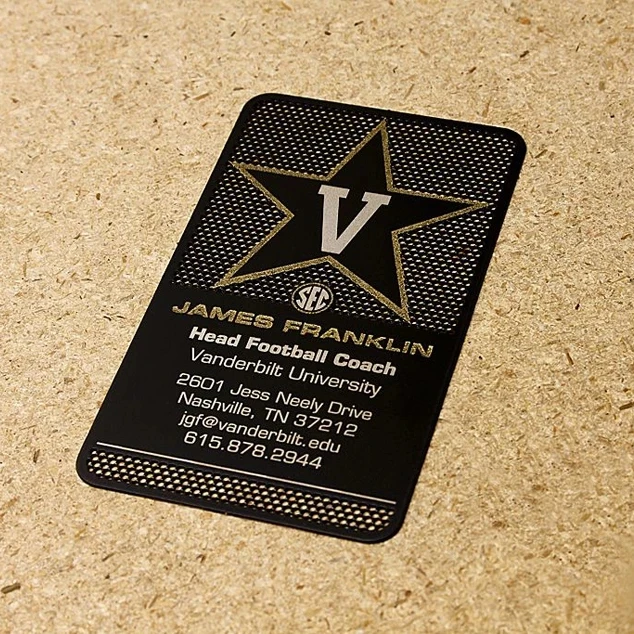 V
SEC
JAMES FRANKLIN
Head Football Coach
Vanderbilt University
2601 Jess Neely Drive
Nashville, TN 37212
jgf@vanderbilt.edu
615.878.2944